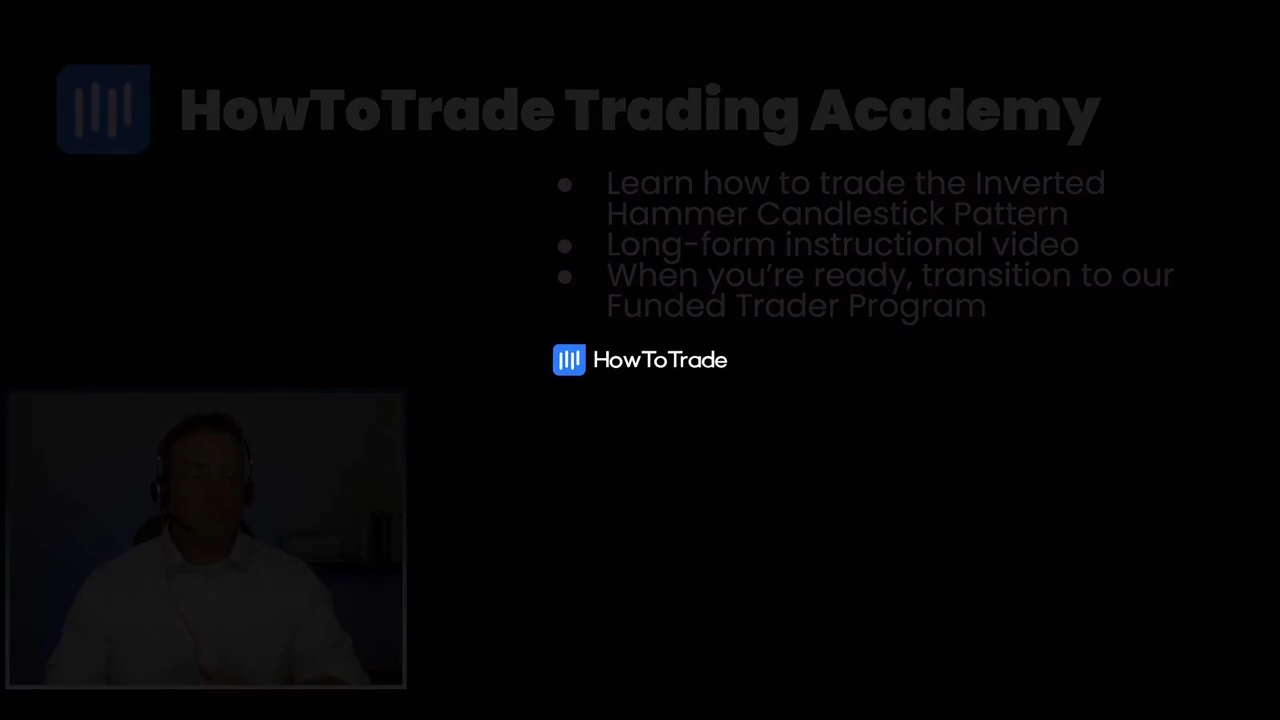 HowToTrade Trading Academy
● Learn how to trade the Inverted
Hammer Candlestick Pattern
● Long-form instructional video
● When you’re ready, transition to our
Funded Trader Program
HowToTrade